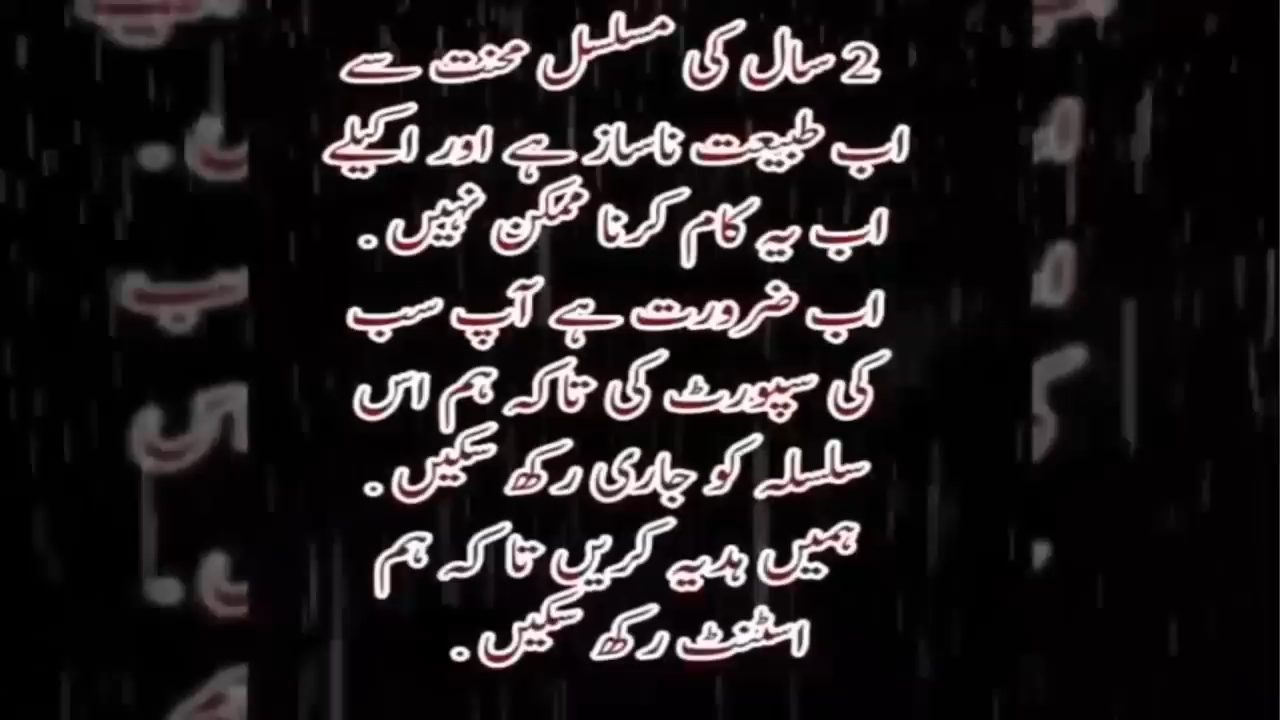 2 سال کی مسلسل محنت سے
اب طبیعت ناساز ہے اور اکیلے
اب یہ کام کرنا ممکن نہیں .
اب ضرورت ہے آپ سب
کی سپورٹ کی تاکہ ہم اس
سلسلہ کو جاری رکھ سکیں .
ہمیں ہدیہ کریں تا کہ ہم
اسٹنٹ رکھ سکیں .